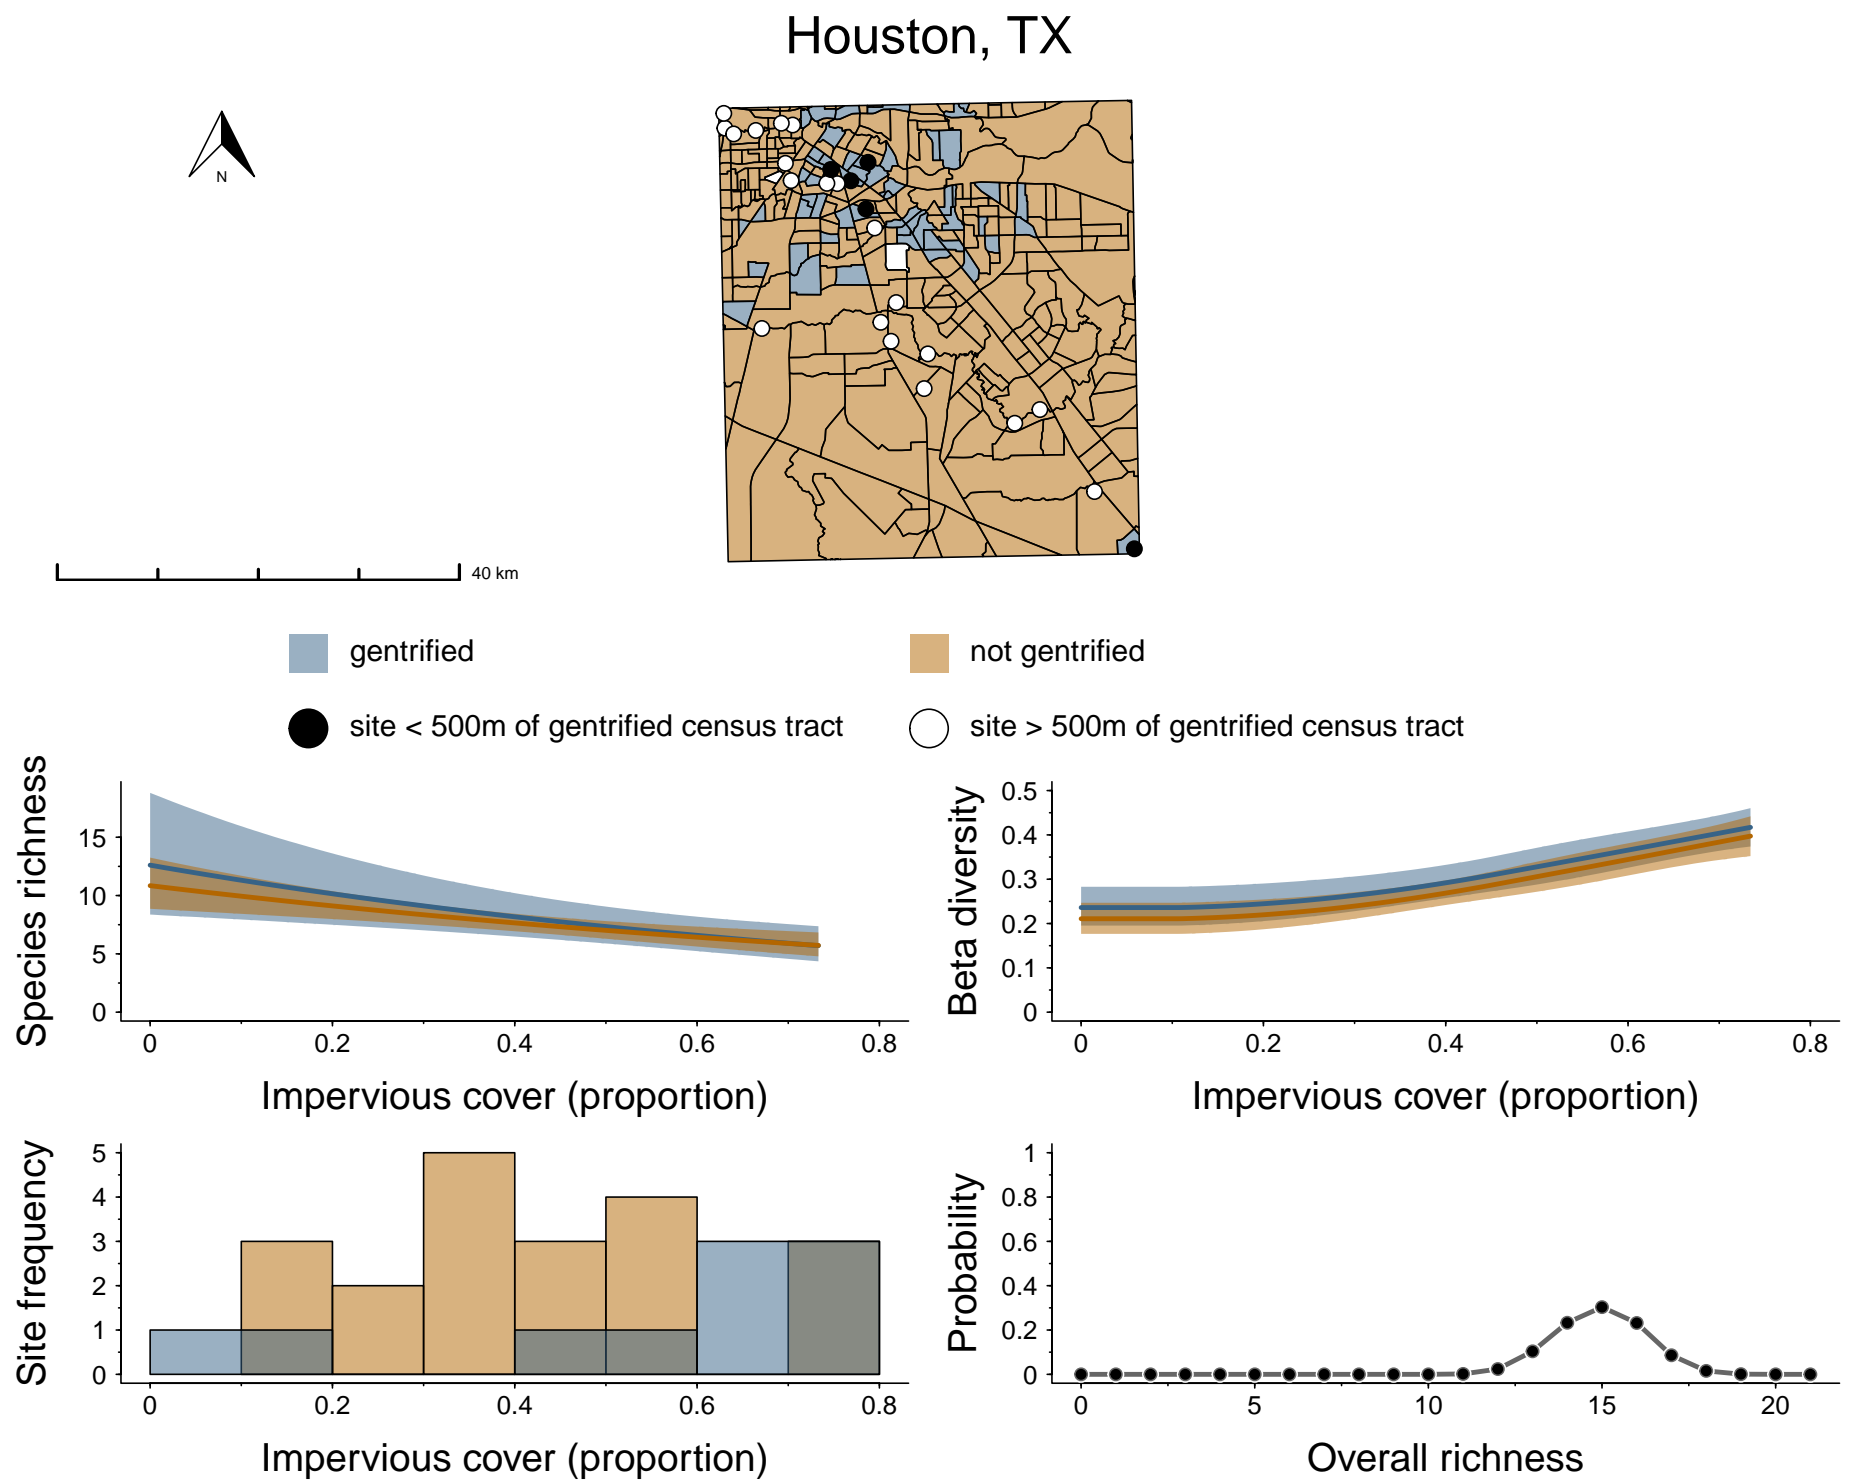 Houston, TX
N
40 km
gentrified
not gentrified
site < 500m of gentrified census tract
site > 500m of gentrified census tract
Species richness
15
10
5
0
0 0.2 0.4 0.6 0.8
Impervious cover (proportion)
Beta diversity
0.5
0.4
0.3
0.2
0.1
0
0 0.2 0.4 0.6 0.8
Impervious cover (proportion)
Site frequency
5
4
3
2
1
0
0 0.2 0.4 0.6 0.8
Impervious cover (proportion)
Probability
1
0.8
0.6
0.4
0.2
0
0 5 10 15 20
Overall richness